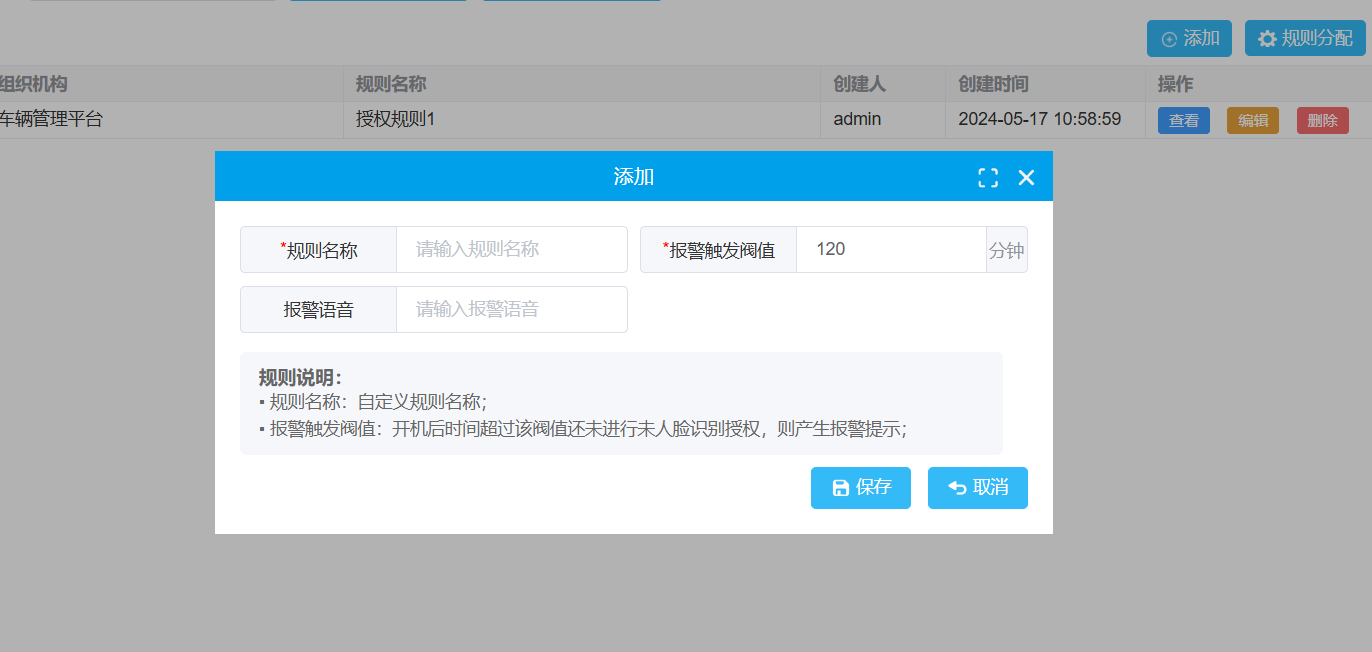 添加 规则分配
组织机构 规则名称 创建人 创建时间 操作
车辆管理平台 授权规则1 admin 2024-05-17 10:58:59 查看 编辑 删除
添加
*规则名称 请输入规则名称 *报警触发阀值 120 分钟
报警语音 请输入报警语音
规则说明：
▪ 规则名称：自定义规则名称；
▪ 报警触发阀值：开机后时间超过该阀值还未进行未人脸识别授权，则产生报警提示；
保存 取消